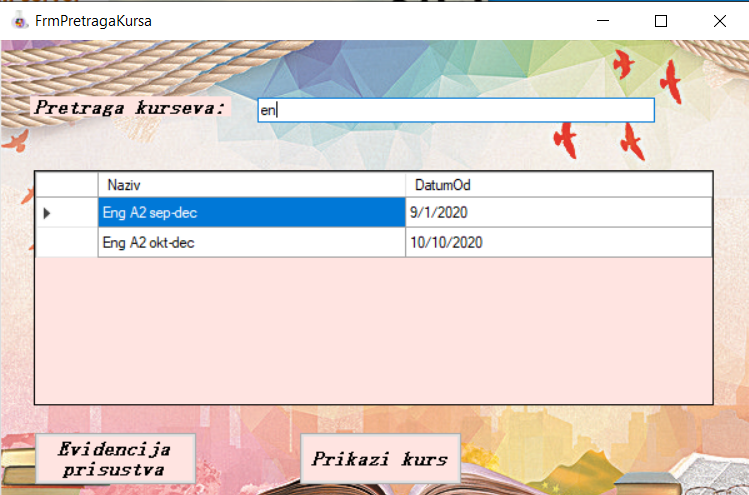 FrmPretragaKursa
Pretraga kurseva:
en
Naziv DatumOd
Eng A2 sep-dec 9/1/2020
Eng A2 okt-dec 10/10/2020
Evidencija
prisustva
Prikazi kurs